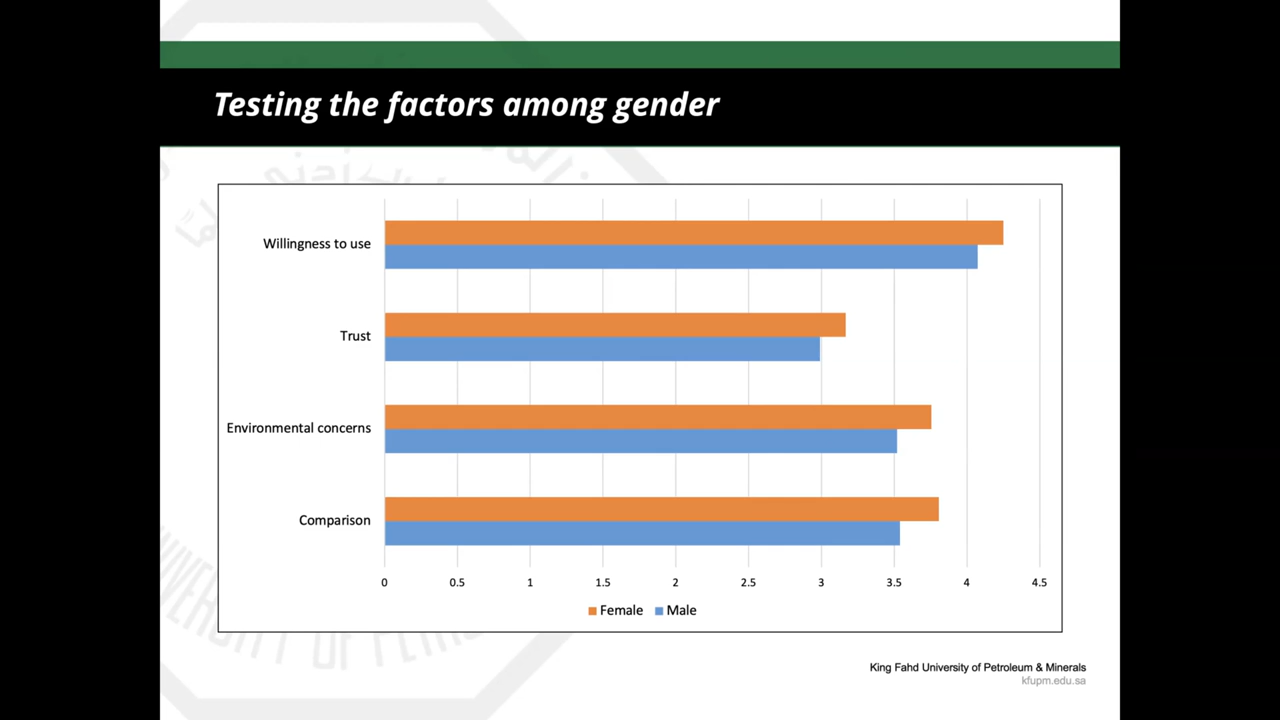 Testing the factors among gender
Willingness to use
Trust
Environmental concerns
Comparison
0 0.5 1 1.5 2 2.5 3 3.5 4 4.5
Female Male
King Fahd University of Petroleum & Minerals
kfupm.edu.sa